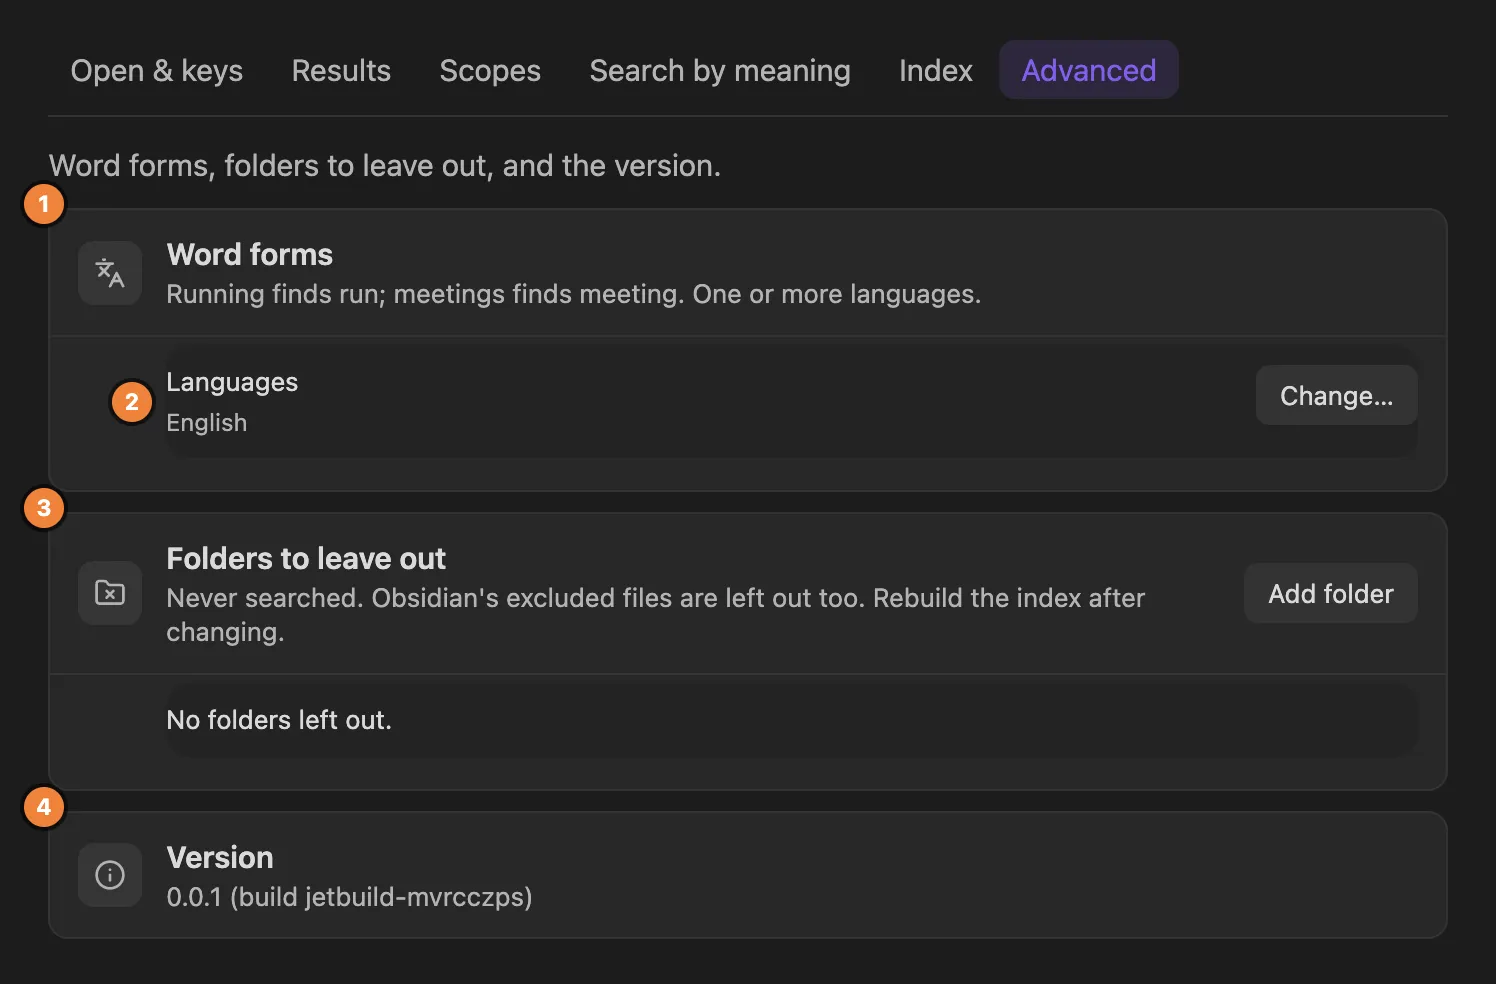 Open & keys Results Scopes Search by meaning Index Advanced
Word forms, folders to leave out, and the version.
1
Word forms
Running finds run; meetings finds meeting. One or more languages.
2
Languages
English
Change...
3
Folders to leave out
Never searched. Obsidian's excluded files are left out too. Rebuild the index after
changing.
Add folder
No folders left out.
4
Version
0.0.1 (build jetbuild-mvrcczps)